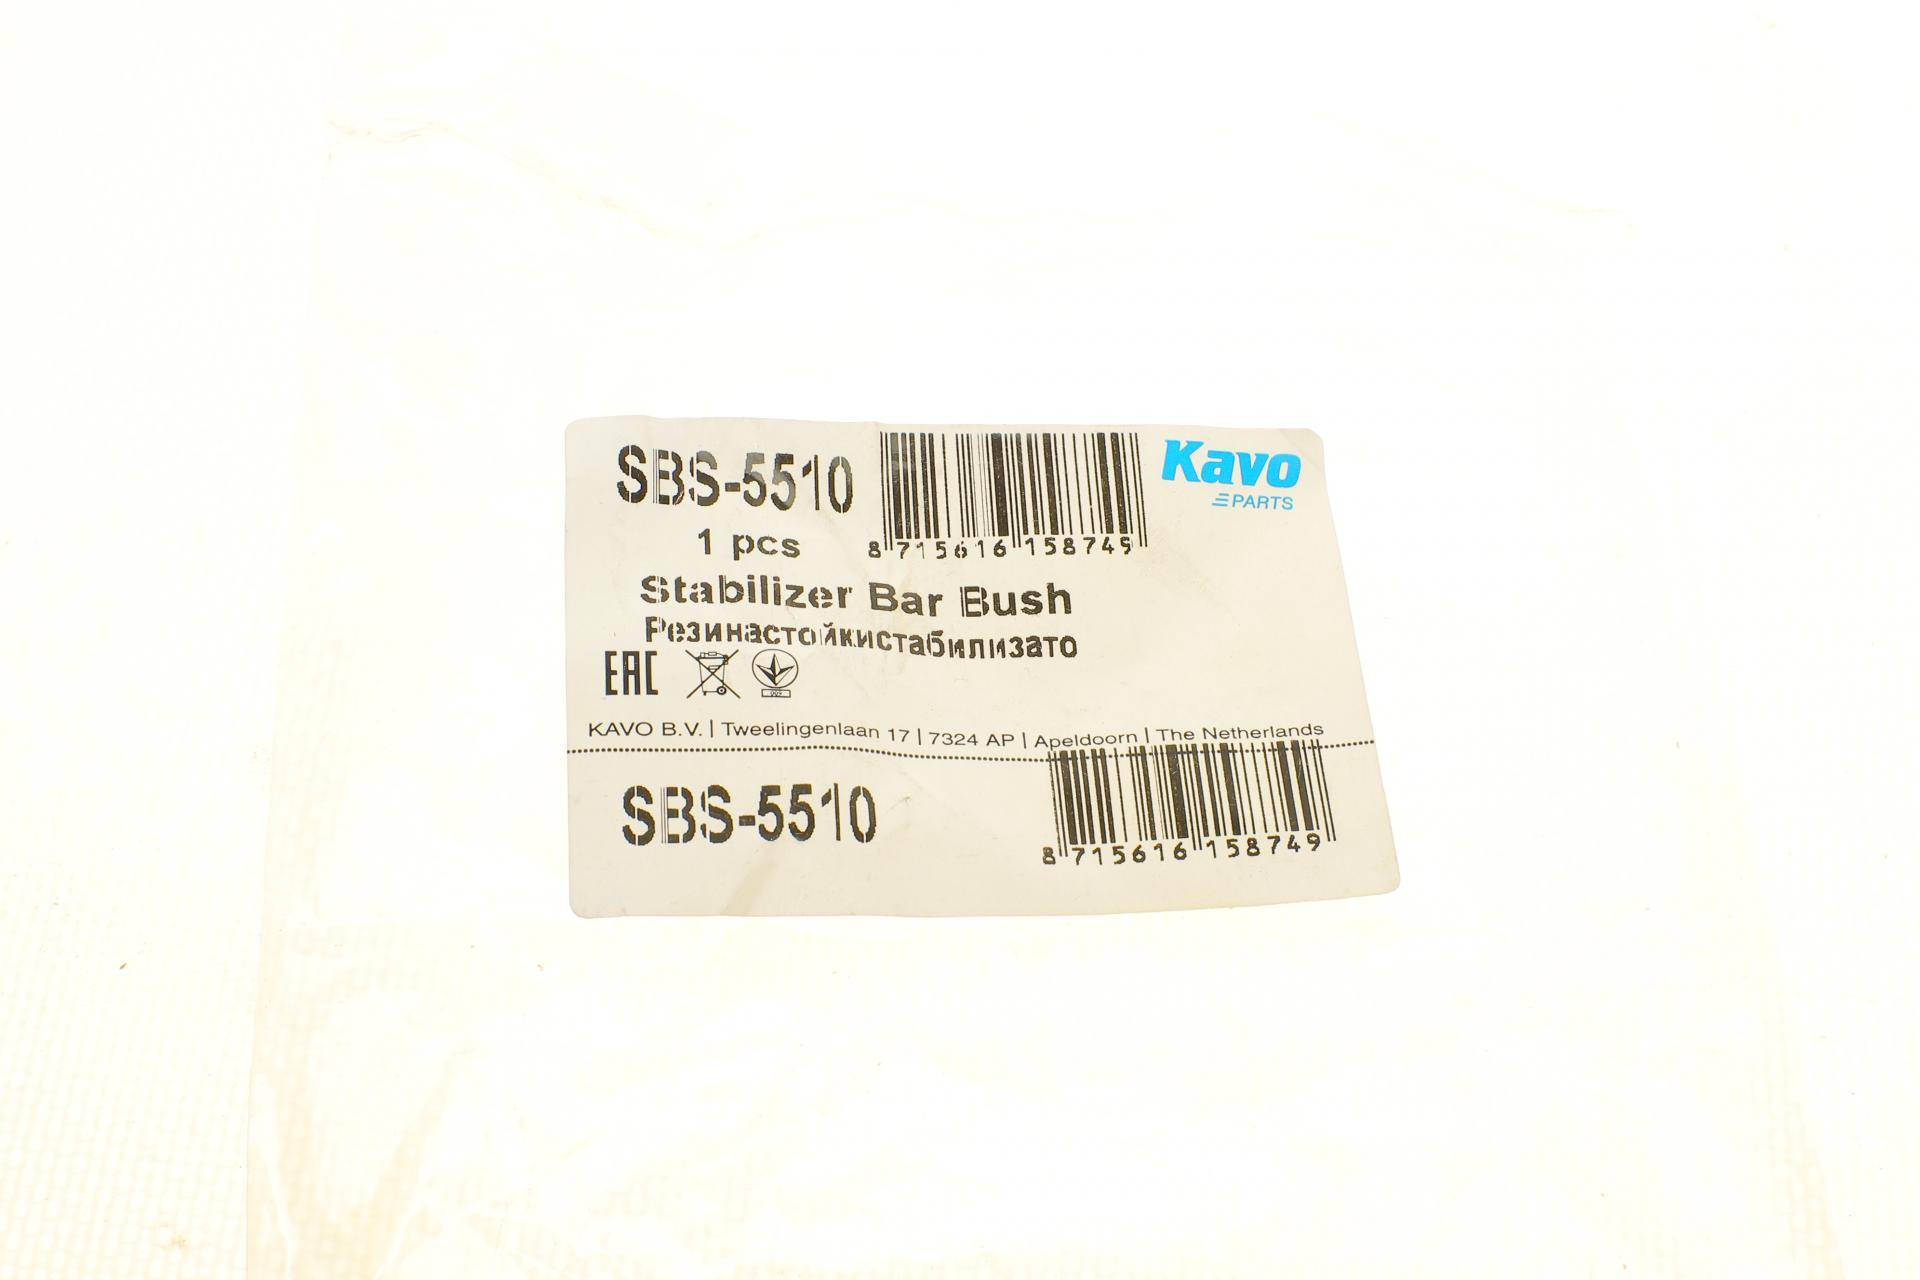 SBS-5510
8 715616 158749
Kavo
PARTS
1 pcs
Stabilizer Bar Bush
Резинастойкистабилизато
EAC
KAVO B.V. | Tweelingenlaan 17 | 7324 AP | Apeldoorn | The Netherlands
SBS-5510
8 715616 158749